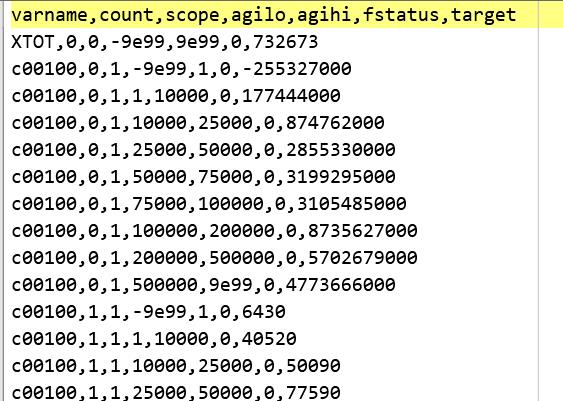 varname,count,scope,agilo,agihi,fstatus,target
XTOT,0,0,-9e99,9e99,0,732673
c00100,0,1,-9e99,1,0,-255327000
c00100,0,1,1,10000,0,177444000
c00100,0,1,10000,25000,0,874762000
c00100,0,1,25000,50000,0,2855330000
c00100,0,1,50000,75000,0,3199295000
c00100,0,1,75000,100000,0,3105485000
c00100,0,1,100000,200000,0,8735627000
c00100,0,1,200000,500000,0,5702679000
c00100,0,1,500000,9e99,0,4773666000
c00100,1,1,-9e99,1,0,6430
c00100,1,1,1,10000,0,40520
c00100,1,1,10000,25000,0,50090
c00100,1,1,25000,50000,0,77590